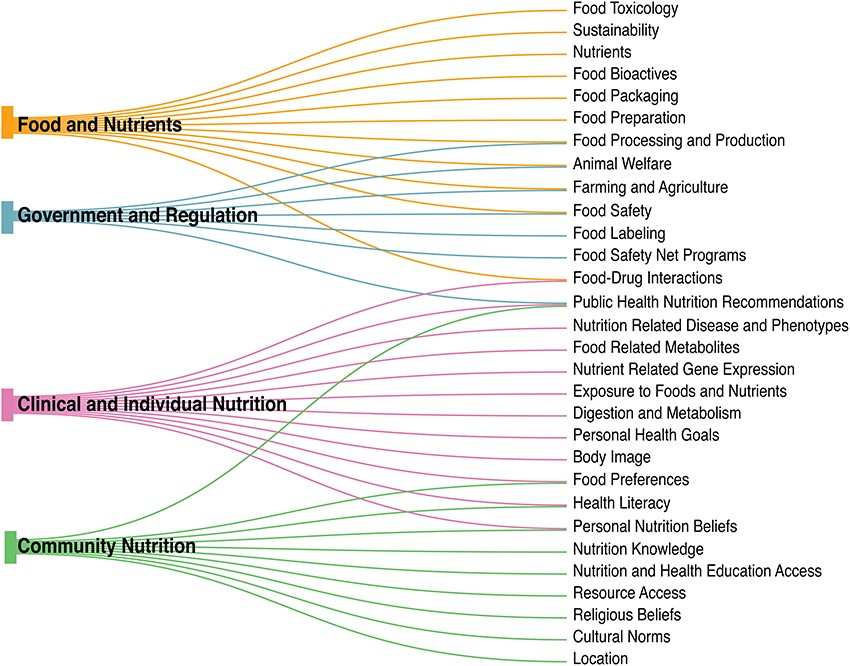 Food and Nutrients
Government and Regulation
Clinical and Individual Nutrition
Community Nutrition
Food Toxicology
Sustainability
Nutrients
Food Bioactives
Food Packaging
Food Preparation
Food Processing and Production
Animal Welfare
Farming and Agriculture
Food Safety
Food Labeling
Food Safety Net Programs
Food-Drug Interactions
Public Health Nutrition Recommendations
Nutrition Related Disease and Phenotypes
Food Related Metabolites
Nutrient Related Gene Expression
Exposure to Foods and Nutrients
Digestion and Metabolism
Personal Health Goals
Body Image
Food Preferences
Health Literacy
Personal Nutrition Beliefs
Nutrition Knowledge
Nutrition and Health Education Access
Resource Access
Religious Beliefs
Cultural Norms
Location